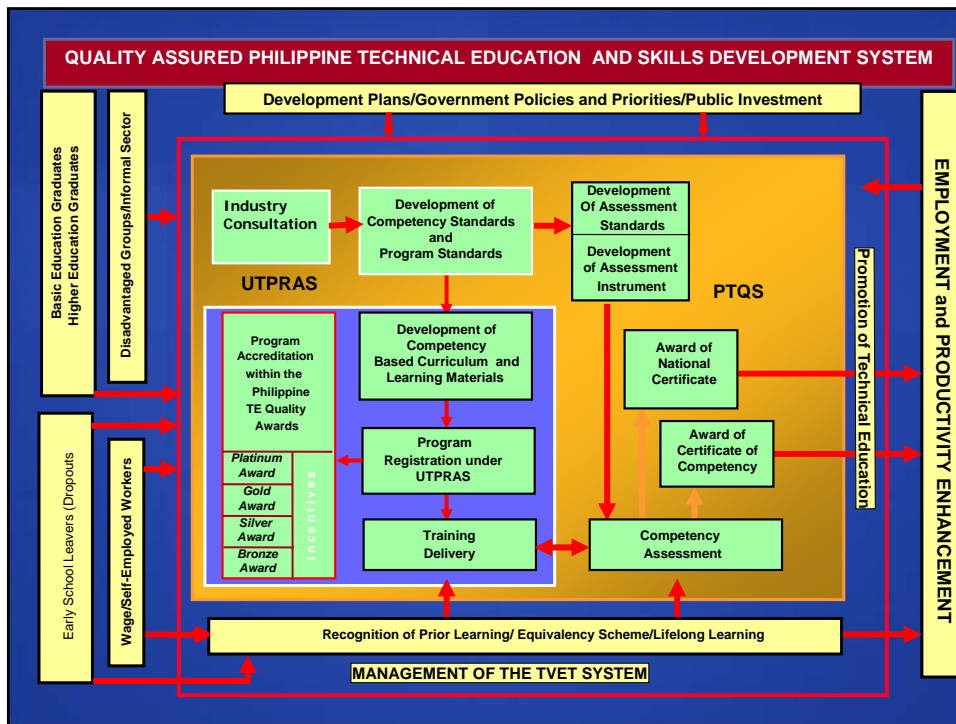 QUALITY ASSURED PHILIPPINE TECHNICAL EDUCATION AND SKILLS DEVELOPMENT SYSTEM
Development Plans/Government Policies and Priorities/Public Investment
Basic Education Graduates
Higher Education Graduates
Disadvantaged Groups/Informal Sector
Early School Leavers (Dropouts
Wage/Self-Employed Workers
Industry
Consultation
Development of
Competency Standards
and
Program Standards
Development
Of Assessment
Standards
Development
of Assessment
Instrument
UTPRAS
PTQS
Program
Accreditation
within the
Philippine
TE Quality
Awards
Platinum
Award
Gold
Award
Silver
Award
Bronze
Award
Incentives
Development of
Competency
Based Curriculum and
Learning Materials
Program
Registration under
UTPRAS
Training
Delivery
Award of
National
Certificate
Award of
Certificate of
Competency
Competency
Assessment
Recognition of Prior Learning/ Equivalency Scheme/Lifelong Learning
MANAGEMENT OF THE TVET SYSTEM
Promotion of Technical Education
EMPLOYMENT and PRODUCTIVITY ENHANCEMENT